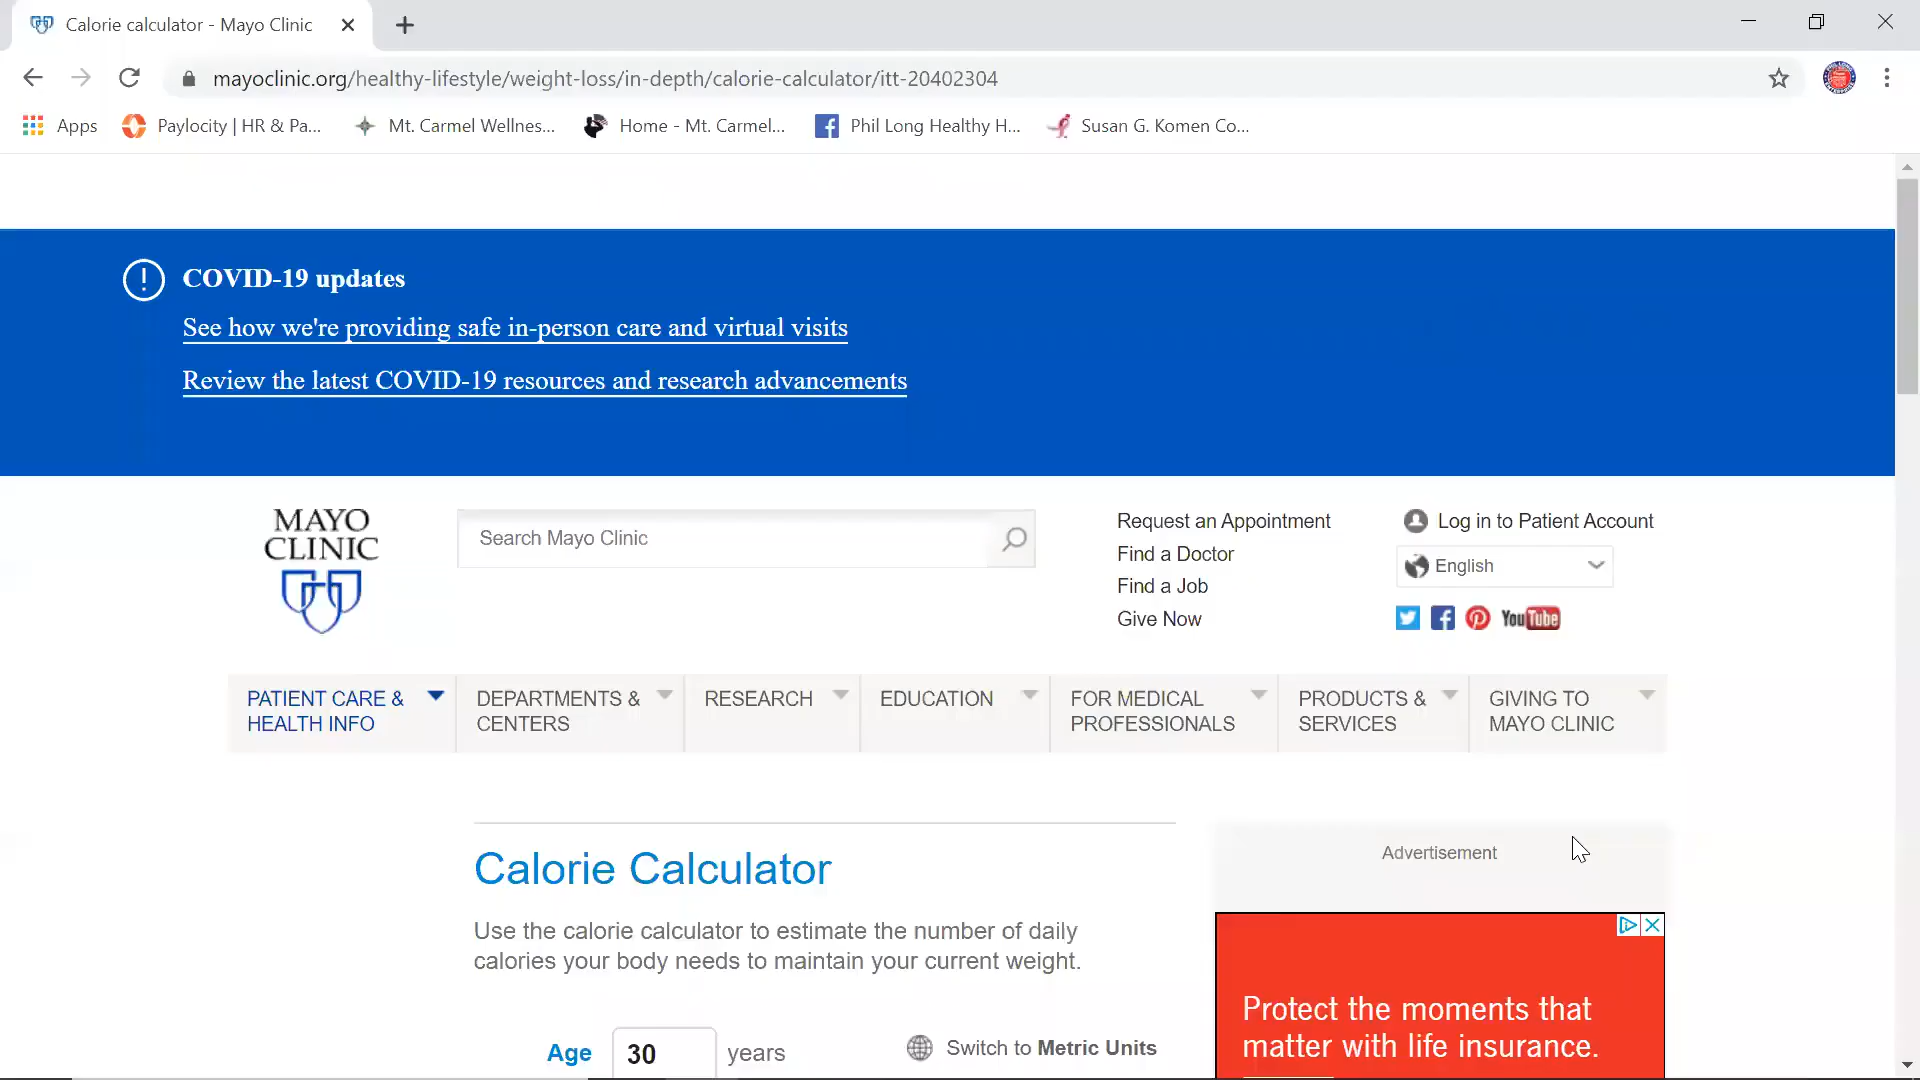 Calorie calculator - Mayo Clinic
mayoclinic.org/healthy-lifestyle/weight-loss/in-depth/calorie-calculator/itt-20402304
Apps
Paylocity | HR & Pa...
Mt. Carmel Wellnes...
Home - Mt. Carmel...
Phil Long Healthy H...
Susan G. Komen Co...
COVID-19 updates
See how we're providing safe in-person care and virtual visits
Review the latest COVID-19 resources and research advancements
MAYO
CLINIC
Search Mayo Clinic
Request an Appointment
Find a Doctor
Find a Job
Give Now
Log in to Patient Account
English
YouTube
PATIENT CARE &
HEALTH INFO
DEPARTMENTS &
CENTERS
RESEARCH
EDUCATION
FOR MEDICAL
PROFESSIONALS
PRODUCTS &
SERVICES
GIVING TO
MAYO CLINIC
Calorie Calculator
Use the calorie calculator to estimate the number of daily
calories your body needs to maintain your current weight.
Age 30 years
Switch to Metric Units
Advertisement
Protect the moments that
matter with life insurance.